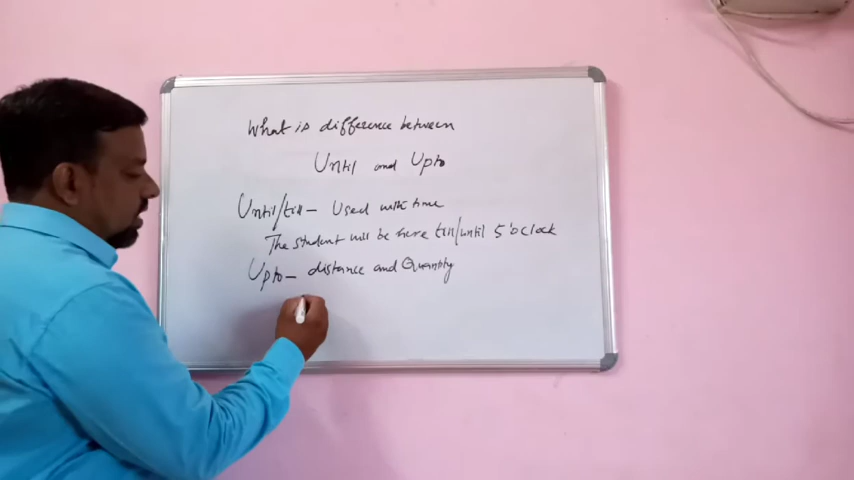 What is difference between
Until and Upto
Until/till - Used with time
The student will be here till/until 5'o clock
Upto - distance and Quantity